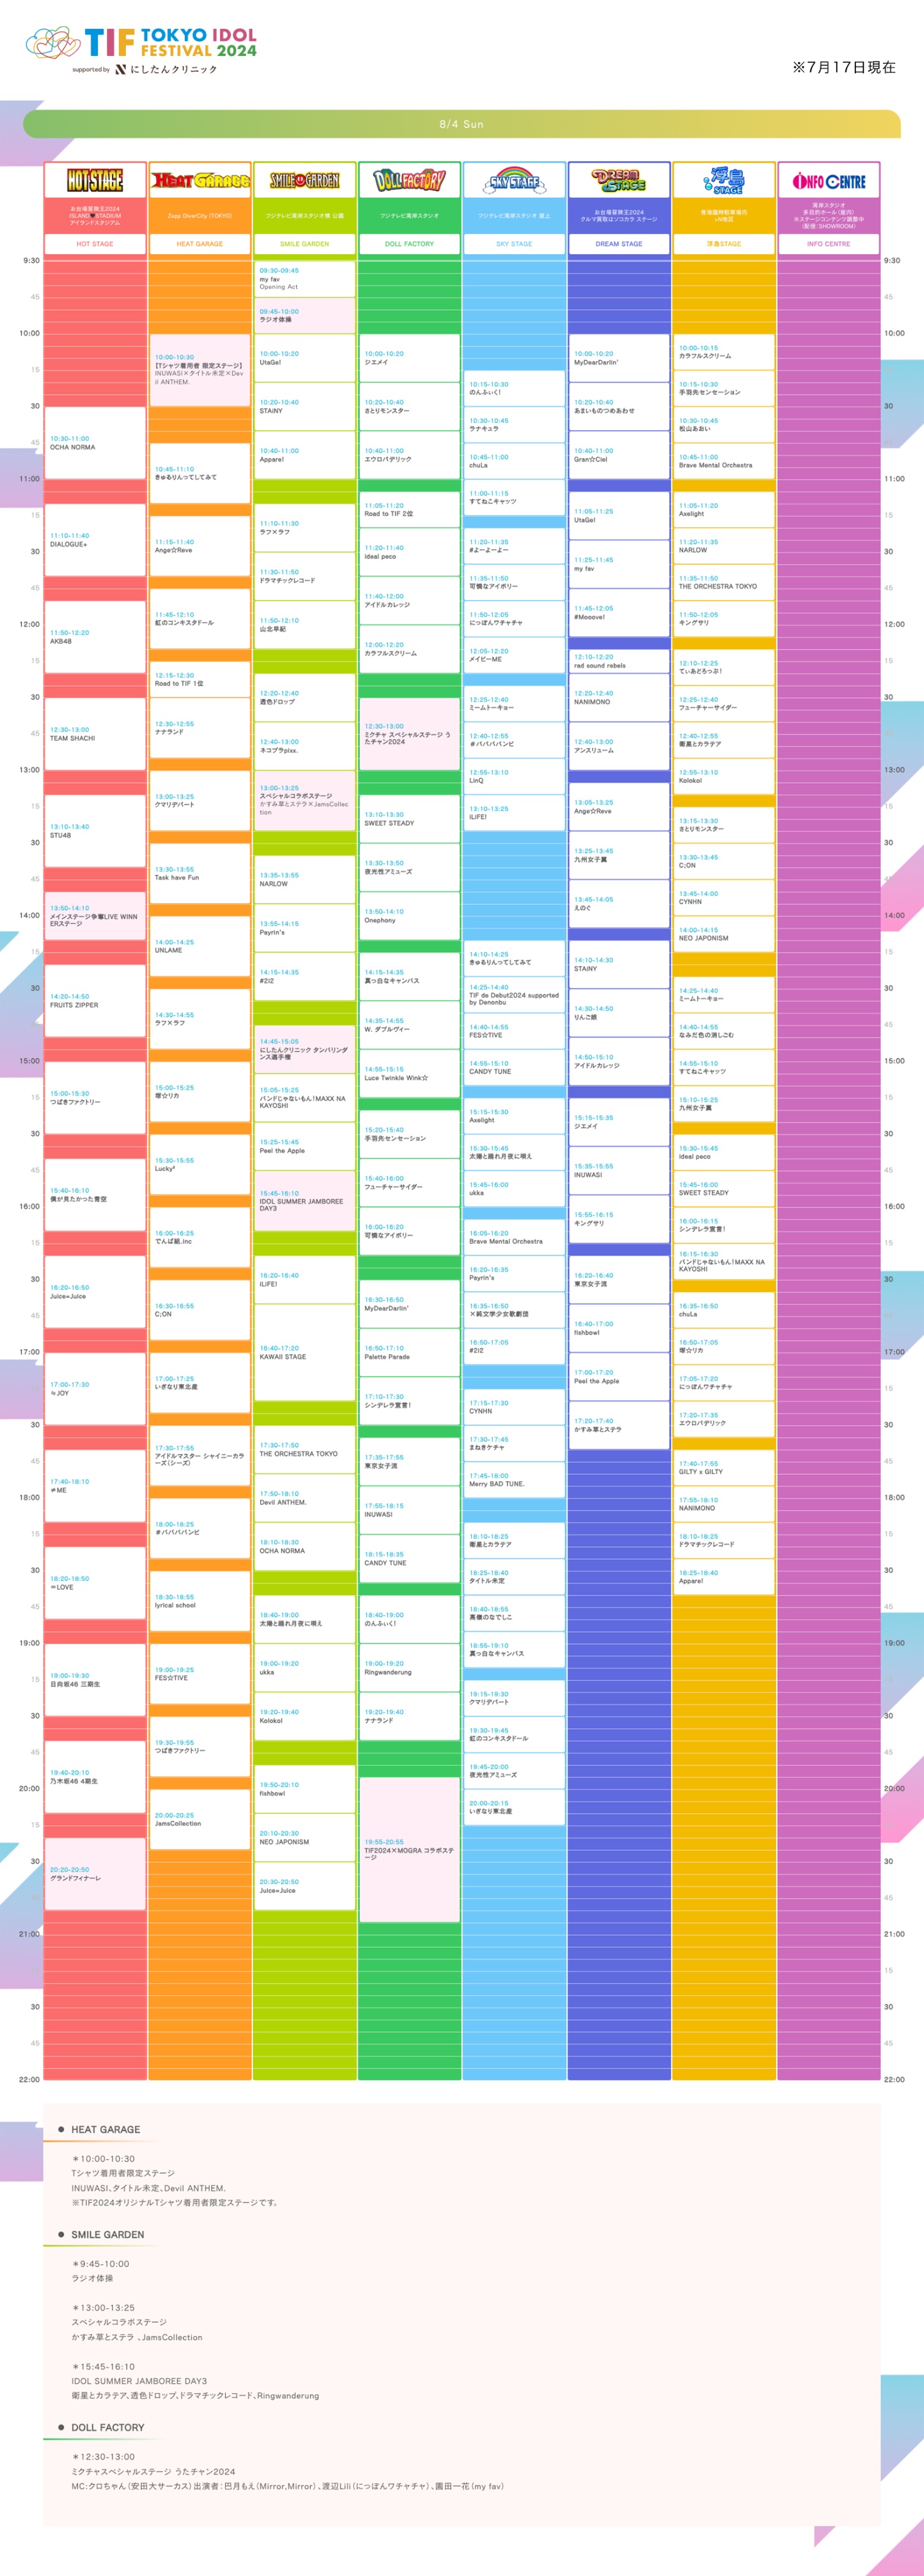 TIF TOKYO IDOL
FESTIVAL 2024
supported by N にしたんクリニック
※7月17日現在
8/4 Sun
HOT STAGE
お台場冒険王2024
ISLAND♥STADIUM
アイランドスタジアム
HOT STAGE
10:30-11:00
OCHA NORMA
11:10-11:40
DIALOGUE+
11:50-12:20
AKB48
12:30-13:00
TEAM SHACHI
13:10-13:40
STU48
13:50-14:10
メインステージ争奪LIVE WINN
ERステージ
14:20-14:50
FRUITS ZIPPER
15:00-15:30
つばきファクトリー
15:40-16:10
僕が見たかった青空
16:20-16:50
Juice=Juice
17:00-17:30
≒JOY
17:40-18:10
≠ME
18:20-18:50
=LOVE
19:00-19:30
日向坂46 三期生
19:40-20:10
乃木坂46 4期生
20:20-20:50
グランドフィナーレ
HEAT GARAGE
Zepp DiverCity (TOKYO)
HEAT GARAGE
10:00-10:30
【Tシャツ着用者 限定ステージ】
INUWASI×タイトル未定×Dev
il ANTHEM.
10:45-11:10
きゅるりんってしてみて
11:15-11:40
Ange☆Reve
11:45-12:10
虹のコンキスタドール
12:15-12:30
Road to TIF 1位
12:30-12:55
ナナランド
13:00-13:25
クマリデパート
13:30-13:55
Task have Fun
14:00-14:25
UNLAME
14:30-14:55
ラフ×ラフ
15:00-15:25
塚☆リカ
15:30-15:55
Lucky²
16:00-16:25
でんぱ組.inc
16:30-16:55
C;ON
17:00-17:25
いぎなり東北産
17:30-17:55
アイドルマスター シャイニーカラ
ーズ(シーズ)
18:00-18:25
#ババババンビ
18:30-18:55
lyrical school
19:00-19:25
FES☆TIVE
19:30-19:55
つばきファクトリー
20:00-20:25
JamsCollection
SMILE GARDEN
フジテレビ湾岸スタジオ横 公園
SMILE GARDEN
09:30-09:45
my fav
Opening Act
09:45-10:00
ラジオ体操
10:00-10:20
UtaGe!
10:20-10:40
STAiNY
10:40-11:00
Appare!
11:10-11:30
ラフ×ラフ
11:30-11:50
ドラマチックレコード
11:50-12:10
山北早紀
12:20-12:40
透色ドロップ
12:40-13:00
ネコプラpixx.
13:00-13:25
スペシャルコラボステージ
かすみ草とステラ×JamsCollec
tion
13:35-13:55
NARLOW
13:55-14:15
Payrin's
14:15-14:35
#2i2
14:45-15:05
にしたんクリニック タンバリンダ
ンス選手権
15:05-15:25
バンドじゃないもん!MAXX NA
KAYOSHI
15:25-15:45
Peel the Apple
15:45-16:10
IDOL SUMMER JAMBOREE
DAY3
16:20-16:40
iLiFE!
16:40-17:20
KAWAII STAGE
17:30-17:50
THE ORCHESTRA TOKYO
17:50-18:10
Devil ANTHEM.
18:10-18:30
OCHA NORMA
18:40-19:00
太陽と踊れ月夜に唄え
19:00-19:20
ukka
19:20-19:40
Kolokol
19:50-20:10
fishbowl
20:10-20:30
NEO JAPONISM
20:30-20:50
Juice=Juice
DOLL FACTORY
フジテレビ湾岸スタジオ
DOLL FACTORY
10:00-10:20
ジエメイ
10:20-10:40
さとりモンスター
10:40-11:00
エウロパデリック
11:05-11:20
Road to TIF 2位
11:20-11:40
ideal peco
11:40-12:00
アイドルカレッジ
12:00-12:20
カラフルスクリーム
12:30-13:00
ミクチャ スペシャルステージ う
たチャン2024
13:10-13:30
SWEET STEADY
13:30-13:50
夜光性アミューズ
13:50-14:10
Onephony
14:15-14:35
真っ白なキャンバス
14:35-14:55
W. ダブルヴィー
14:55-15:15
Luce Twinkle Wink☆
15:20-15:40
手羽先センセーション
15:40-16:00
フューチャーサイダー
16:00-16:20
可憐なアイボリー
16:30-16:50
MyDearDarlin'
16:50-17:10
Palette Parade
17:10-17:30
シンデレラ宣言!
17:35-17:55
東京女子流
17:55-18:15
INUWASI
18:15-18:35
CANDY TUNE
18:40-19:00
のんふぃく!
19:00-19:20
Ringwanderung
19:20-19:40
ナナランド
19:55-20:55
TIF2024×MOGRA コラボステ
ージ
SKY STAGE
フジテレビ湾岸スタジオ 屋上
SKY STAGE
10:15-10:30
のんふぃく!
10:30-10:45
ラナキュラ
10:45-11:00
chuLa
11:00-11:15
すてねこキャッツ
11:20-11:35
#よーよーよー
11:35-11:50
可憐なアイボリー
11:50-12:05
にっぽんワチャチャ
12:05-12:20
メイビーME
12:25-12:40
ミームトーキョー
12:40-12:55
#ババババンビ
12:55-13:10
LinQ
13:10-13:25
iLiFE!
14:10-14:25
きゅるりんってしてみて
14:25-14:40
TIF de Debut2024 supported
by Denonbu
14:40-14:55
FES☆TIVE
14:55-15:10
CANDY TUNE
15:15-15:30
Axelight
15:30-15:45
太陽と踊れ月夜に唄え
15:45-16:00
ukka
16:05-16:20
Brave Mental Orchestra
16:20-16:35
Payrin's
16:35-16:50
×純文学少女歌劇団
16:50-17:05
#2i2
17:15-17:30
CYNHN
17:30-17:45
まねきケチャ
17:45-18:00
Merry BAD TUNE.
18:10-18:25
衛星とカラテア
18:25-18:40
タイトル未定
18:40-18:55
高嶺のなでしこ
18:55-19:10
真っ白なキャンバス
19:15-19:30
クマリデパート
19:30-19:45
虹のコンキスタドール
19:45-20:00
夜光性アミューズ
20:00-20:15
いぎなり東北産
DREAM STAGE
お台場冒険王2024
クルマ買取はソコカラ ステージ
DREAM STAGE
10:00-10:20
MyDearDarlin'
10:20-10:40
あまいものつめあわせ
10:40-11:00
Gran☆Ciel
11:05-11:25
UtaGe!
11:25-11:45
my fav
11:45-12:05
#Mooove!
12:10-12:20
rad sound rebels
12:20-12:40
NANIMONO
12:40-13:00
アンスリューム
13:05-13:25
Ange☆Reve
13:25-13:45
九州女子翼
13:45-14:05
えのぐ
14:10-14:30
STAiNY
14:30-14:50
りんご娘
14:50-15:10
アイドルカレッジ
15:15-15:35
ジエメイ
15:35-15:55
INUWASI
15:55-16:15
キングサリ
16:20-16:40
東京女子流
16:40-17:00
fishbowl
17:00-17:20
Peel the Apple
17:20-17:40
かすみ草とステラ
浮島STAGE
青海臨時駐車場内
浮島STAGE
10:00-10:15
カラフルスクリーム
10:15-10:30
手羽先センセーション
10:30-10:45
松山あおい
10:45-11:00
Brave Mental Orchestra
11:05-11:20
Axelight
11:20-11:35
NARLOW
11:35-11:50
THE ORCHESTRA TOKYO
11:50-12:05
キングサリ
12:10-12:25
てぃあどろっぷ!
12:25-12:40
フューチャーサイダー
12:40-12:55
衛星とカラテア
12:55-13:10
Kolokol
13:15-13:30
さとりモンスター
13:30-13:45
C;ON
13:45-14:00
CYNHN
14:00-14:15
NEO JAPONISM
14:25-14:40
ミームトーキョー
14:40-14:55
なみだ色の消しごむ
14:55-15:10
すてねこキャッツ
15:10-15:25
九州女子翼
15:30-15:45
ideal peco
15:45-16:00
SWEET STEADY
16:00-16:15
シンデレラ宣言!
16:15-16:30
バンドじゃないもん!MAXX NA
KAYOSHI
16:35-16:50
chuLa
16:50-17:05
塚☆リカ
17:05-17:20
にっぽんワチャチャ
17:20-17:35
エウロパデリック
17:40-17:55
GILTY x GILTY
17:55-18:10
NANIMONO
18:10-18:25
ドラマチックレコード
18:25-18:40
Appare!
INFO CENTRE
湾岸スタジオ
多目的ホール(屋内)
※ステージコンテンツ調整中
(配信:SHOWROOM)
INFO CENTRE
● HEAT GARAGE
＊10:00-10:30
Tシャツ着用者限定ステージ
INUWASI、タイトル未定、Devil ANTHEM.
※TIF2024オリジナルTシャツ着用者限定ステージです。
● SMILE GARDEN
＊9:45-10:00
ラジオ体操
＊13:00-13:25
スペシャルコラボステージ
かすみ草とステラ 、JamsCollection
＊15:45-16:10
IDOL SUMMER JAMBOREE DAY3
衛星とカラテア、透色ドロップ、ドラマチックレコード、Ringwanderung
● DOLL FACTORY
＊12:30-13:00
ミクチャスペシャルステージ うたチャン2024
MC:クロちゃん(安田大サーカス)出演者:巴月もえ(Mirror,Mirror)、渡辺Lili(にっぽんワチャチャ)、園田一花(my fav)